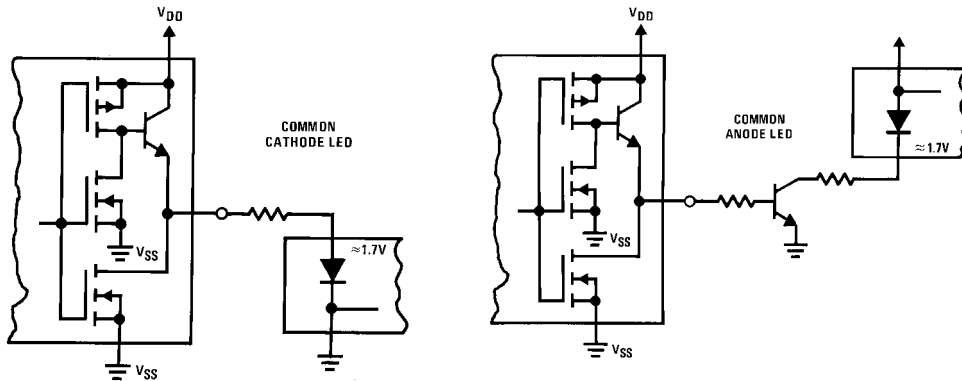 VDD
COMMON
CATHODE LED
≈1.7V
VSS
VSS
VDD
COMMON
ANODE LED
≈1.7V
VSS
VSS